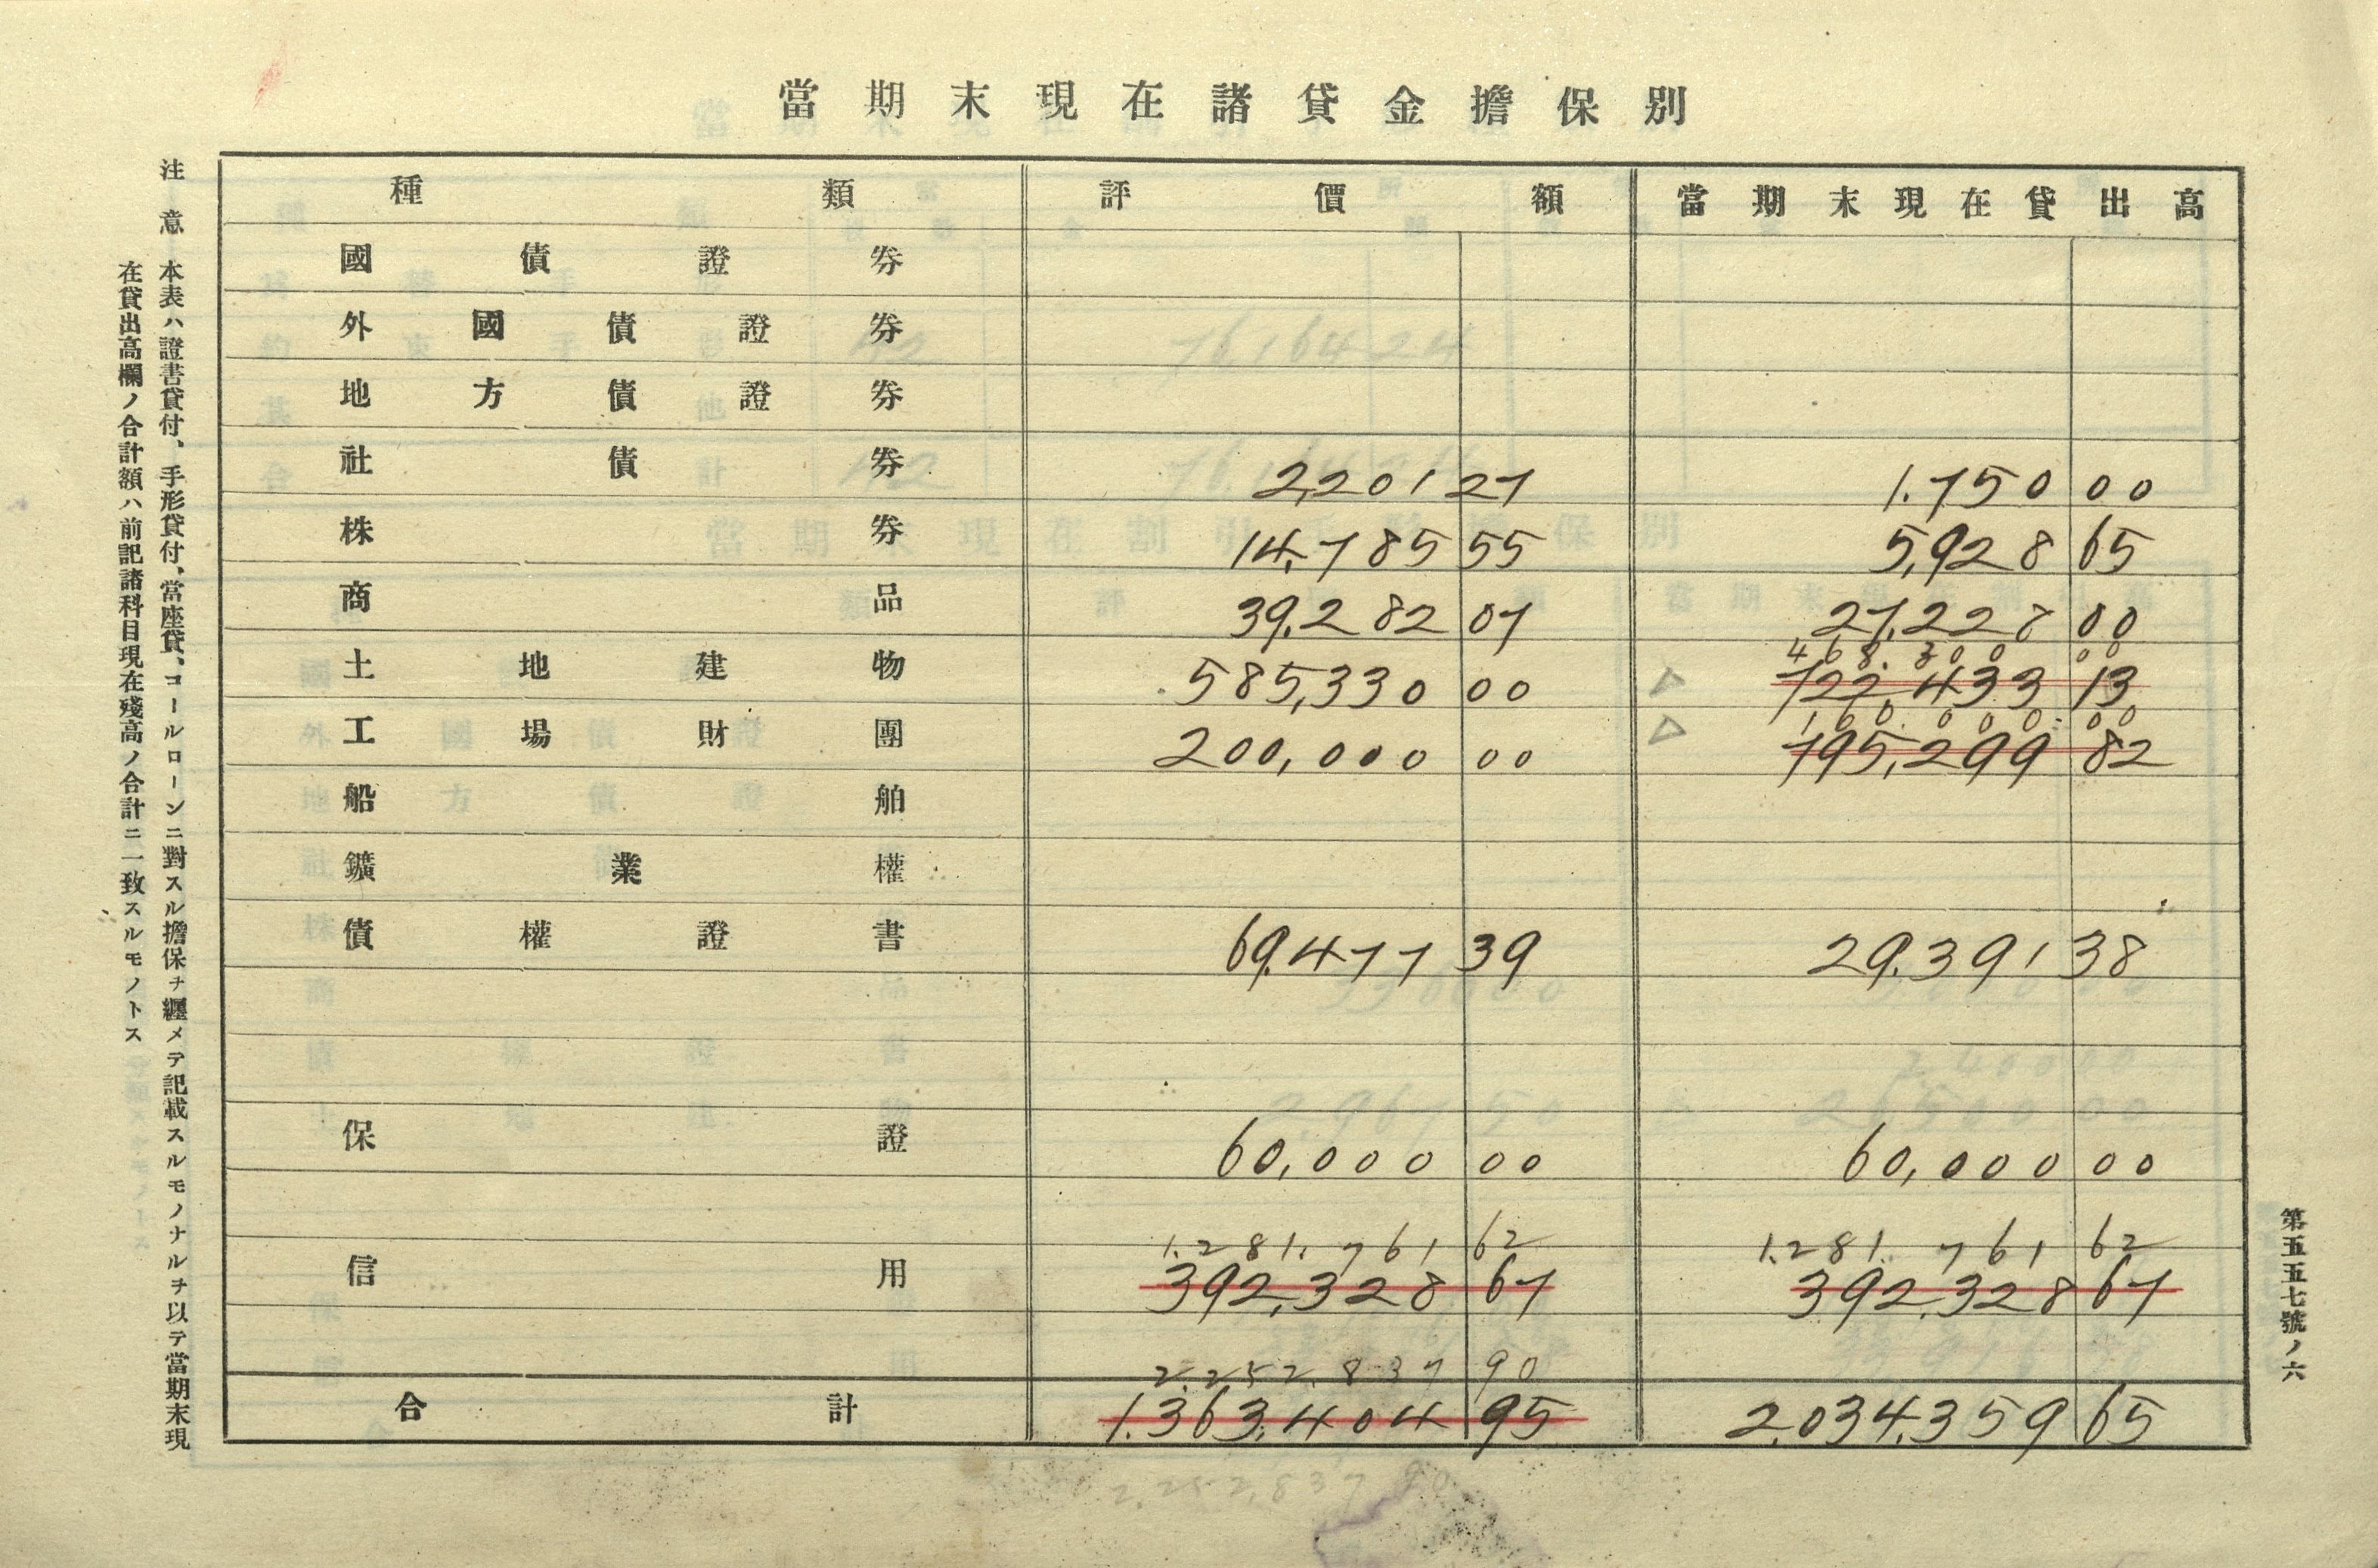 當期末現在諸貸金擔保別
種類 評價額 當期末現在貸出高
國債證券
外國債證券
地方債證券
社債券 2,201 27 1.750 00
株券 14,785 55 5,928 65
商品 39,282 07 27,228 00
468.300 00
土地建物 585,330 00 722,433 13
160.000 00
工場財團 200,000 00 795,299 82
船舶
鑛業權
債權證書 69,477 39 29,391 38
保證 60,000 00 60,000 00
1.281.761 62 1.281.761 62
信用 392,328 67 392,328 67
2.252.837 90
合計 1,363,404 95 2,034,359 65
2.252,837 90
注意 本表ハ證書貸付、手形貸付、當座貸、コールローンニ對スル擔保ヲ纒メテ記載スルモノナルヲ以テ當期末現
在貸出高欄ノ合計額ハ前記諸科目現在殘高ノ合計ニ一致スルモノトス
第五五七號ノ六